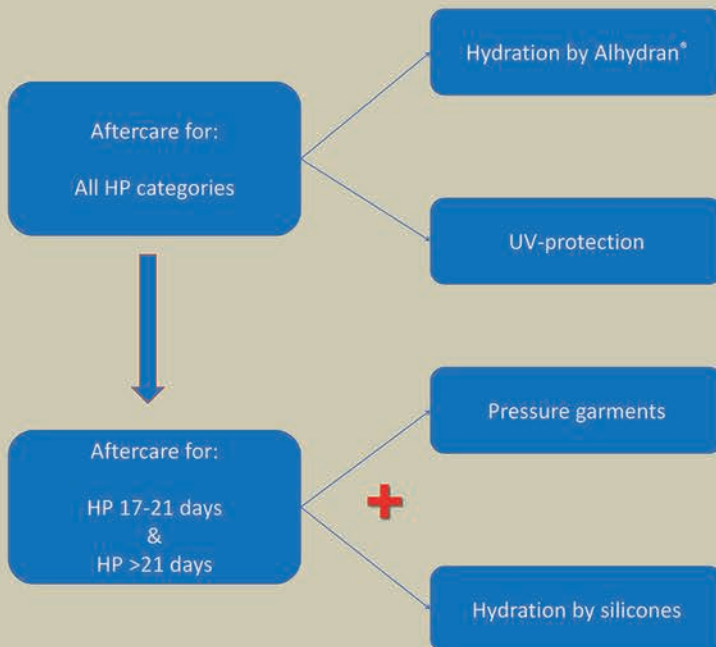 Aftercare for:
All HP categories
Hydration by Alhydran®
UV-protection
Aftercare for:
HP 17-21 days
&
HP >21 days
Pressure garments
Hydration by silicones